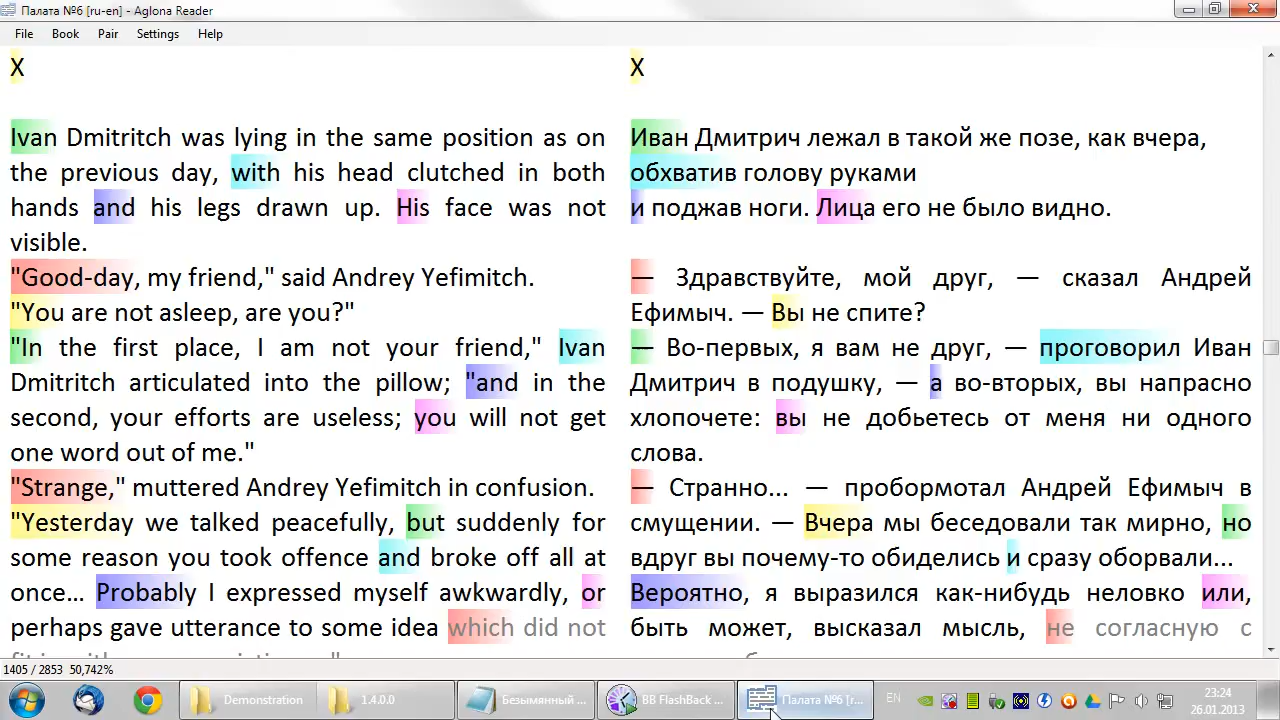 Палата №6 [ru-en] - Aglona Reader
File Book Pair Settings Help
X
Ivan Dmitritch was lying in the same position as on
the previous day, with his head clutched in both
hands and his legs drawn up. His face was not
visible.
"Good-day, my friend," said Andrey Yefimitch.
"You are not asleep, are you?"
"In the first place, I am not your friend," Ivan
Dmitritch articulated into the pillow; "and in the
second, your efforts are useless; you will not get
one word out of me."
"Strange," muttered Andrey Yefimitch in confusion.
"Yesterday we talked peacefully, but suddenly for
some reason you took offence and broke off all at
once... Probably I expressed myself awkwardly, or
perhaps gave utterance to some idea which did not
X
Иван Дмитрич лежал в такой же позе, как вчера,
обхватив голову руками
и поджав ноги. Лица его не было видно.
— Здравствуйте, мой друг, — сказал Андрей
Ефимыч. — Вы не спите?
— Во-первых, я вам не друг, — проговорил Иван
Дмитрич в подушку, — а во-вторых, вы напрасно
хлопочете: вы не добьетесь от меня ни одного
слова.
— Странно... — пробормотал Андрей Ефимыч в
смущении. — Вчера мы беседовали так мирно, но
вдруг вы почему-то обиделись и сразу оборвали...
Вероятно, я выразился как-нибудь неловко или,
быть может, высказал мысль, не согласную с
1405 / 2853 50,742%
Demonstration
1.4.0.0
Безымянный ...
BB FlashBack ...
Палата №6 [r...
EN
23:24
26.01.2013